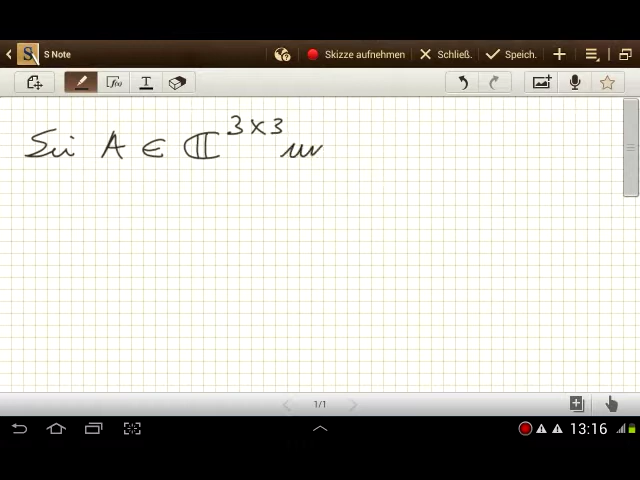 S Note
Skizze aufnehmen
Schließ.
Speich.
f(x)
T
Sei A ∈ ℂ^{3×3}
1/1
13:16